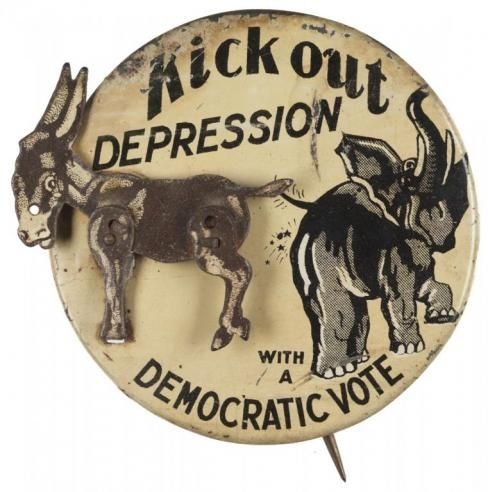 Kick out
DEPRESSION
WITH
A
DEMOCRATIC VOTE